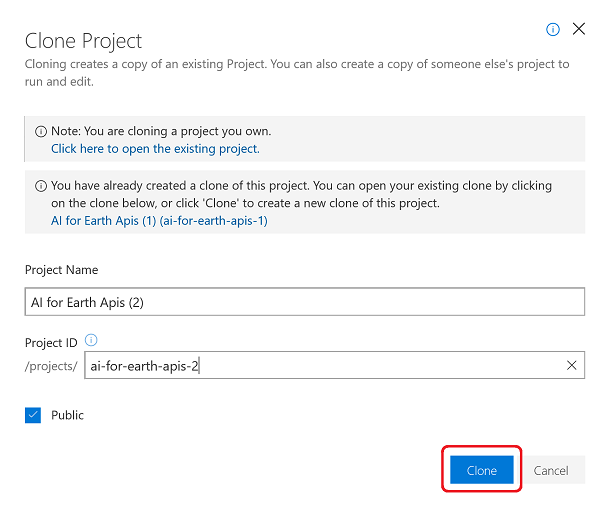 Clone Project
Cloning creates a copy of an existing Project. You can also create a copy of someone else's project to
run and edit.
Note: You are cloning a project you own.
Click here to open the existing project.
You have already created a clone of this project. You can open your existing clone by clicking
on the clone below, or click 'Clone' to create a new clone of this project.
AI for Earth Apis (1) (ai-for-earth-apis-1)
Project Name
AI for Earth Apis (2)
Project ID
/projects/ ai-for-earth-apis-2
Public
Clone Cancel